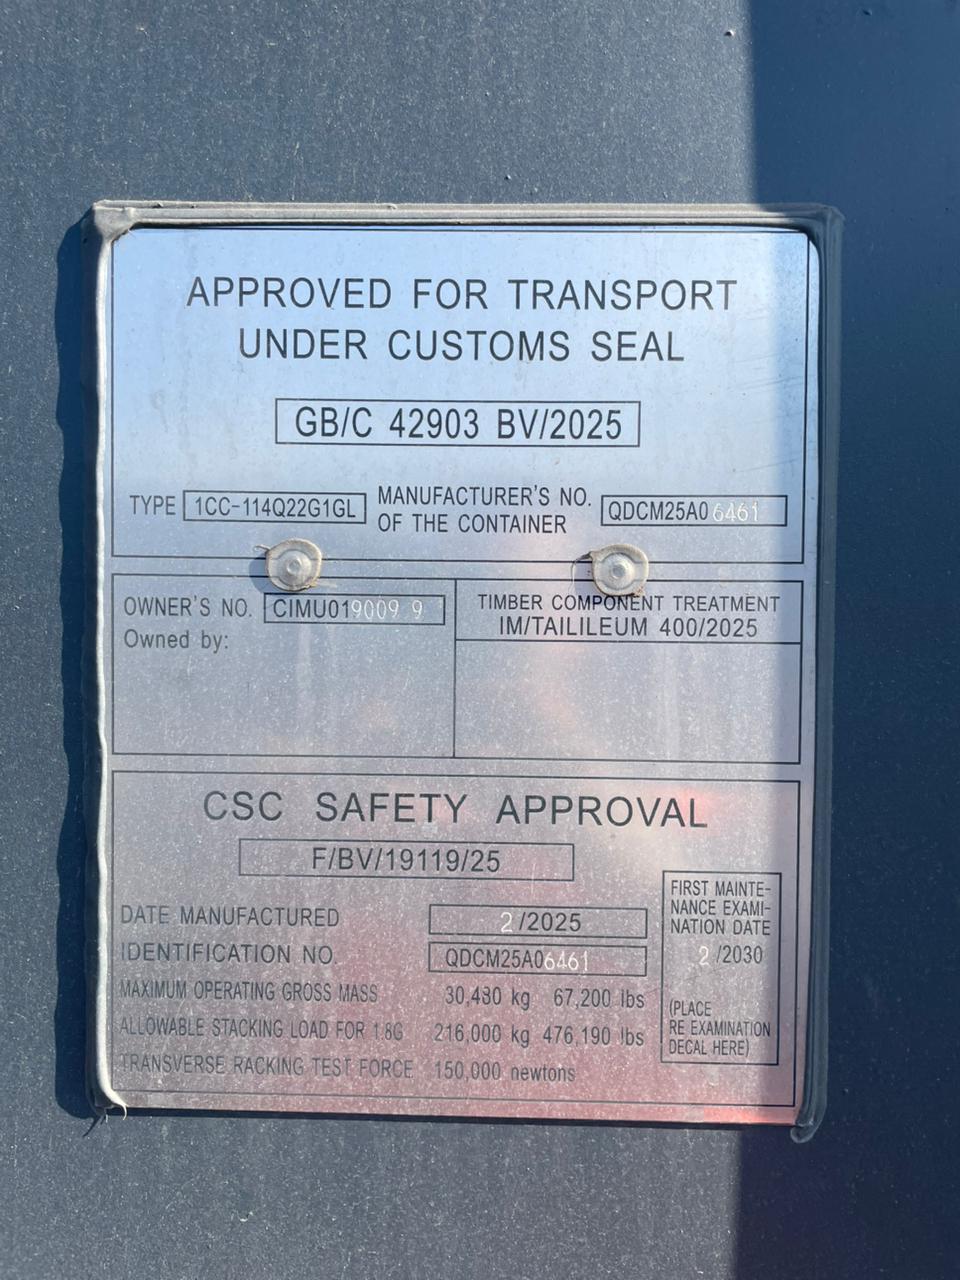 APPROVED FOR TRANSPORT
UNDER CUSTOMS SEAL
GB/C 42903 BV/2025
TYPE 1CC-114Q22G1GL
MANUFACTURER'S NO.
OF THE CONTAINER
QDCM25A06461
OWNER'S NO. CIMU019009 9
Owned by:
TIMBER COMPONENT TREATMENT
IM/TAILILEUM 400/2025
CSC SAFETY APPROVAL
F/BV/19119/25
DATE MANUFACTURED 2/2025
IDENTIFICATION NO. QDCM25A06461
MAXIMUM OPERATING GROSS MASS 30,480 kg 67,200 lbs
ALLOWABLE STACKING LOAD FOR 1.8G 216,000 kg 476,190 lbs
TRANSVERSE RACKING TEST FORCE 150,000 newtons
FIRST MAINTE-
NANCE EXAMI-
NATION DATE
2/2030
(PLACE
RE EXAMINATION
DECAL HERE)